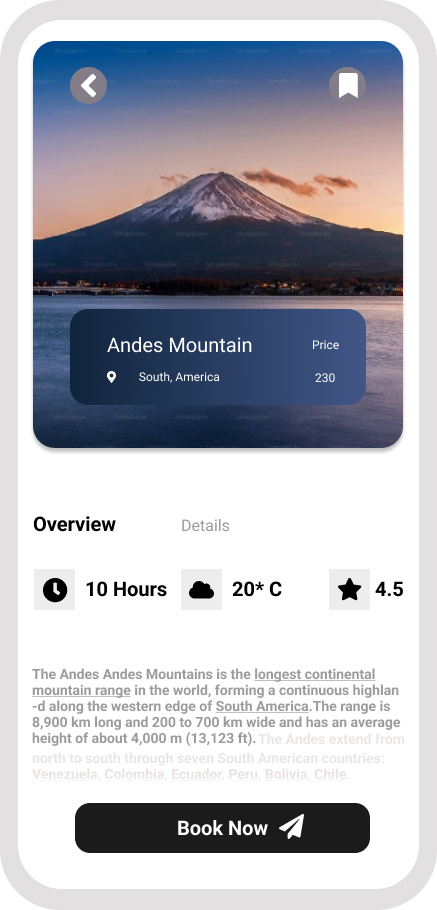 Andes Mountain
Price
South, America
230
Overview
Details
10 Hours
20* C
4.5
The Andes Andes Mountains is the longest continental
mountain range in the world, forming a continuous highlan
-d along the western edge of South America.The range is
8,900 km long and 200 to 700 km wide and has an average
height of about 4,000 m (13,123 ft). The Andes extend from
north to south through seven South American countries:
Venezuela, Colombia, Ecuador, Peru, Bolivia, Chile.
Book Now